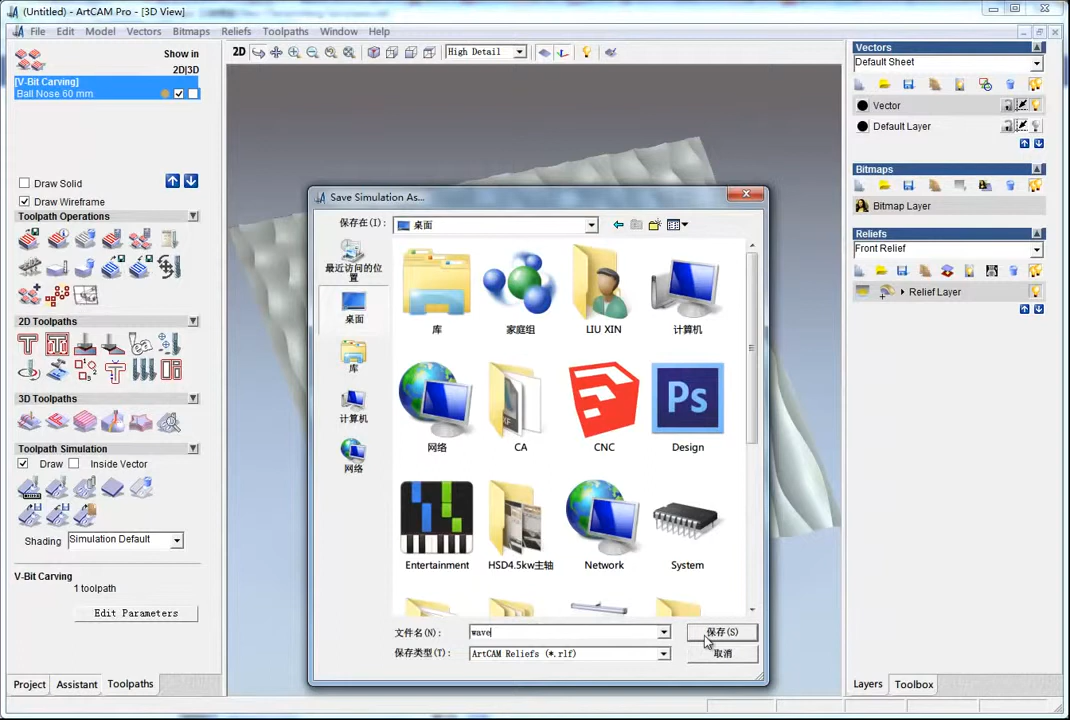 (Untitled) - ArtCAM Pro - [3D View]
File Edit Model Vectors Bitmaps Reliefs Toolpaths Window Help
Show in
2D|3D
[V-Bit Carving]
Ball Nose 60 mm
Draw Solid
Draw Wireframe
Toolpath Operations
2D Toolpaths
3D Toolpaths
Toolpath Simulation
Draw Inside Vector
Shading Simulation Default
V-Bit Carving
1 toolpath
Edit Parameters
Project Assistant Toolpaths
2D High Detail
Save Simulation As...
保存在(I): 桌面
最近访问的位
置
桌面
库
计算机
网络
库 家庭组 LIU XIN 计算机
网络 CA CNC Design
Ps
Entertainment HSD4.5kw主轴 Network System
文件名(N): wave 保存(S)
保存类型(T): ArtCAM Reliefs (*.rlf) 取消
Vectors
Default Sheet
Vector
Default Layer
Bitmaps
Bitmap Layer
Reliefs
Front Relief
Relief Layer
Layers Toolbox